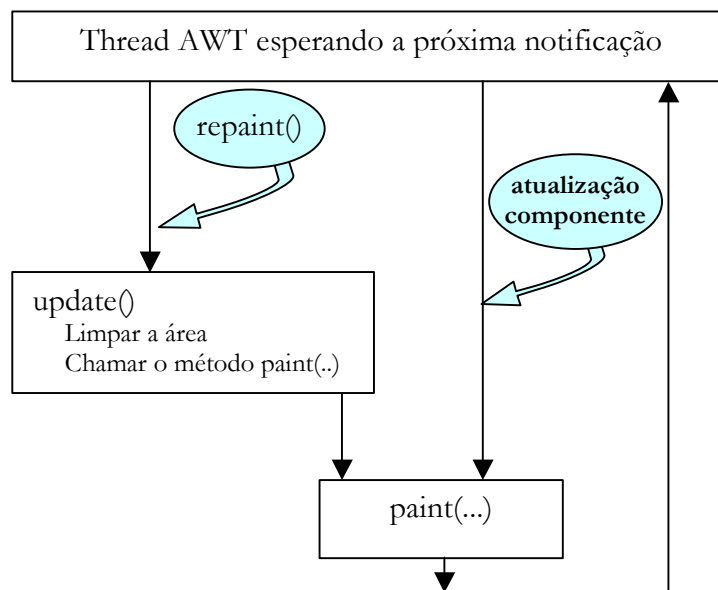 Thread AWT esperando a próxima notificação
repaint()
atualização
componente
update()
Limpar a área
Chamar o método paint(..)
paint(...)